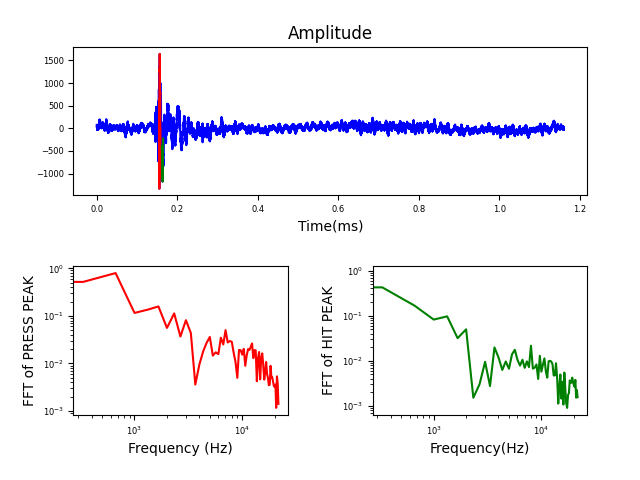 Amplitude
1500
1000
500
0
−500
−1000
0.0 0.2 0.4 0.6 0.8 1.0 1.2
Time(ms)
FFT of PRESS PEAK
10⁰
10⁻¹
10⁻²
10⁻³
10³ 10⁴
Frequency (Hz)
FFT of HIT PEAK
10⁰
10⁻¹
10⁻²
10⁻³
10³ 10⁴
Frequency(Hz)